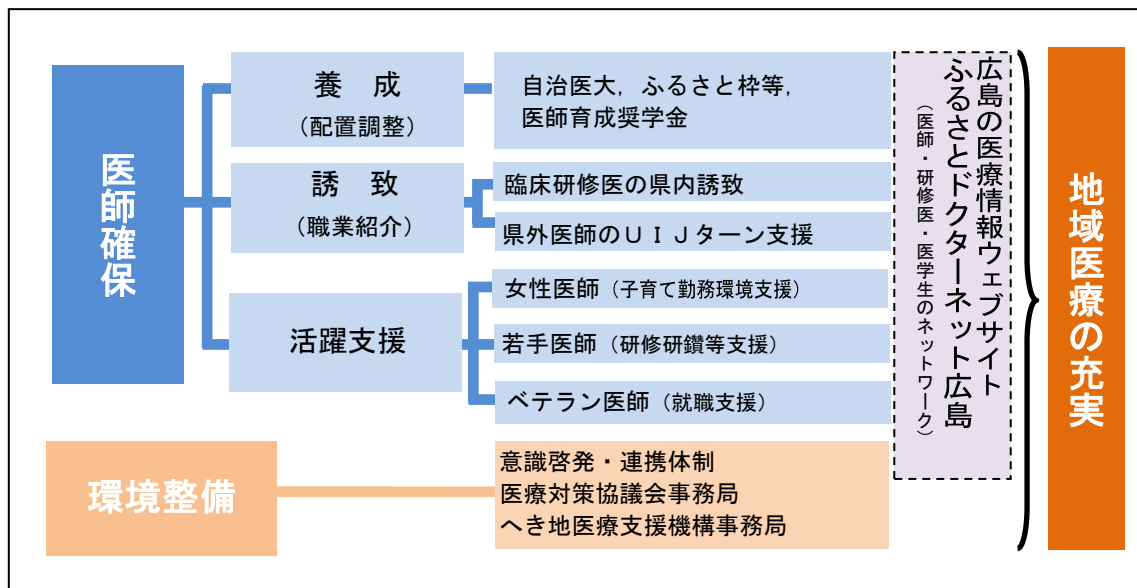 医師確保
養　成
（配置調整）
自治医大，ふるさと枠等，
医師育成奨学金
誘　致
（職業紹介）
臨床研修医の県内誘致
県外医師のＵＩＪターン支援
活躍支援
女性医師（子育て勤務環境支援）
若手医師（研修研鑽等支援）
ベテラン医師（就職支援）
環境整備
意識啓発・連携体制
医療対策協議会事務局
へき地医療支援機構事務局
広島の医療情報ウェブサイト
ふるさとドクターネット広島
（医師・研修医・医学生のネットワーク）
地域医療の充実